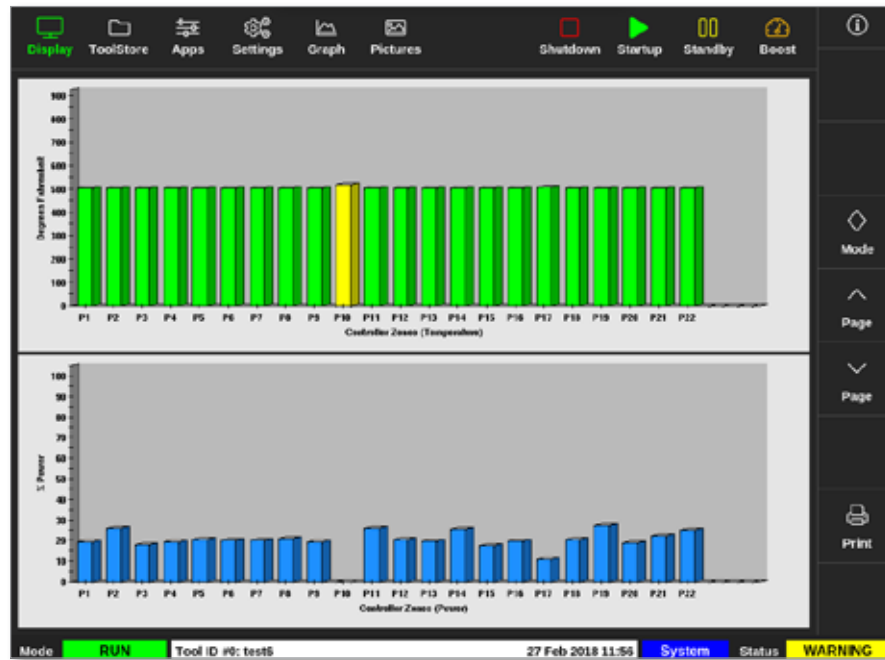 Display ToolStore Apps Settings Graph Pictures Shutdown Startup Standby Boost
900
800
700
600
500
400
300
200
100
0
Degrees Fahrenheit
P1 P2 P3 P4 P5 P6 P7 P8 P9 P10 P11 P12 P13 P14 P15 P16 P17 P18 P19 P20 P21 P22
Controller Zones (Temperature)
Mode
Page
Page
Print
100
90
80
70
60
50
40
30
20
10
0
% Power
P1 P2 P3 P4 P5 P6 P7 P8 P9 P10 P11 P12 P13 P14 P15 P16 P17 P18 P19 P20 P21 P22
Controller Zones (Power)
Mode RUN Tool ID #0: test6 27 Feb 2018 11:56 System Status WARNING